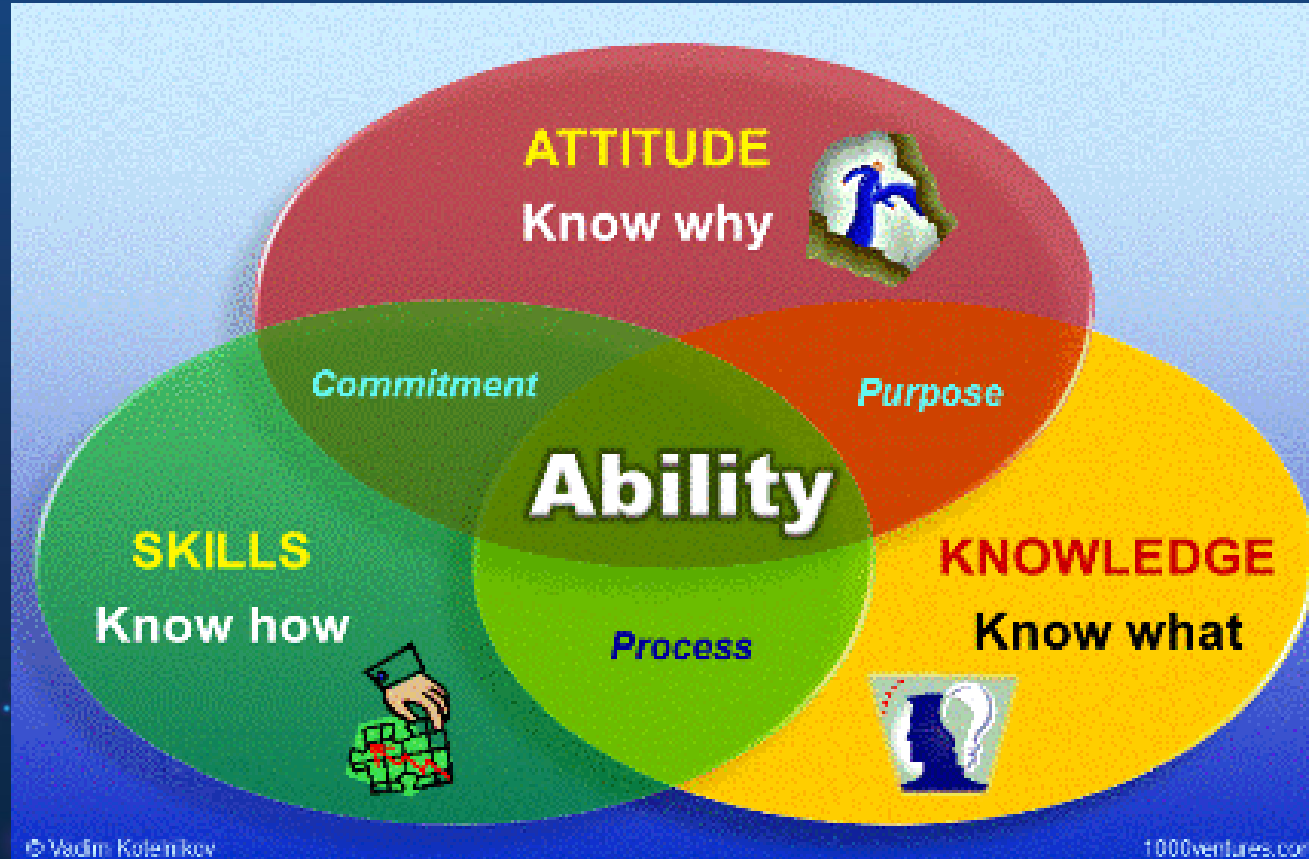 ATTITUDE
Know why
Commitment
Purpose
Ability
SKILLS
Know how
KNOWLEDGE
Know what
Process
© Vadim Kotelnikov
1000ventures.com